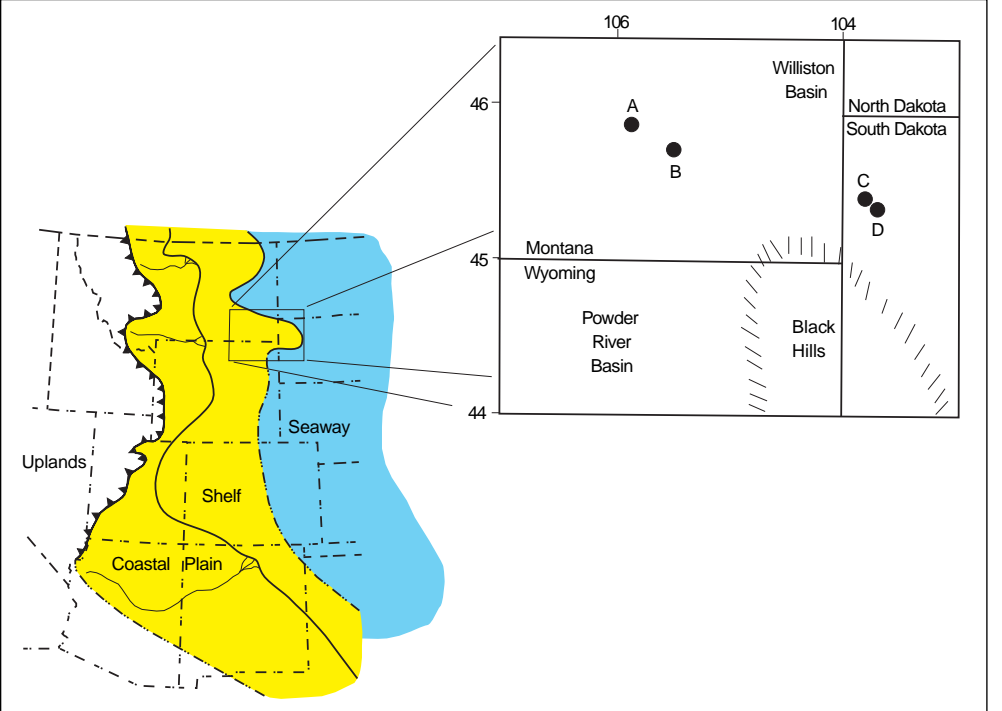 106
104
Williston
Basin
46
A
North Dakota
South Dakota
B
C
D
Montana
45
Wyoming
Powder
River
Basin
Black
Hills
44
Seaway
Uplands
Shelf
Coastal Plain